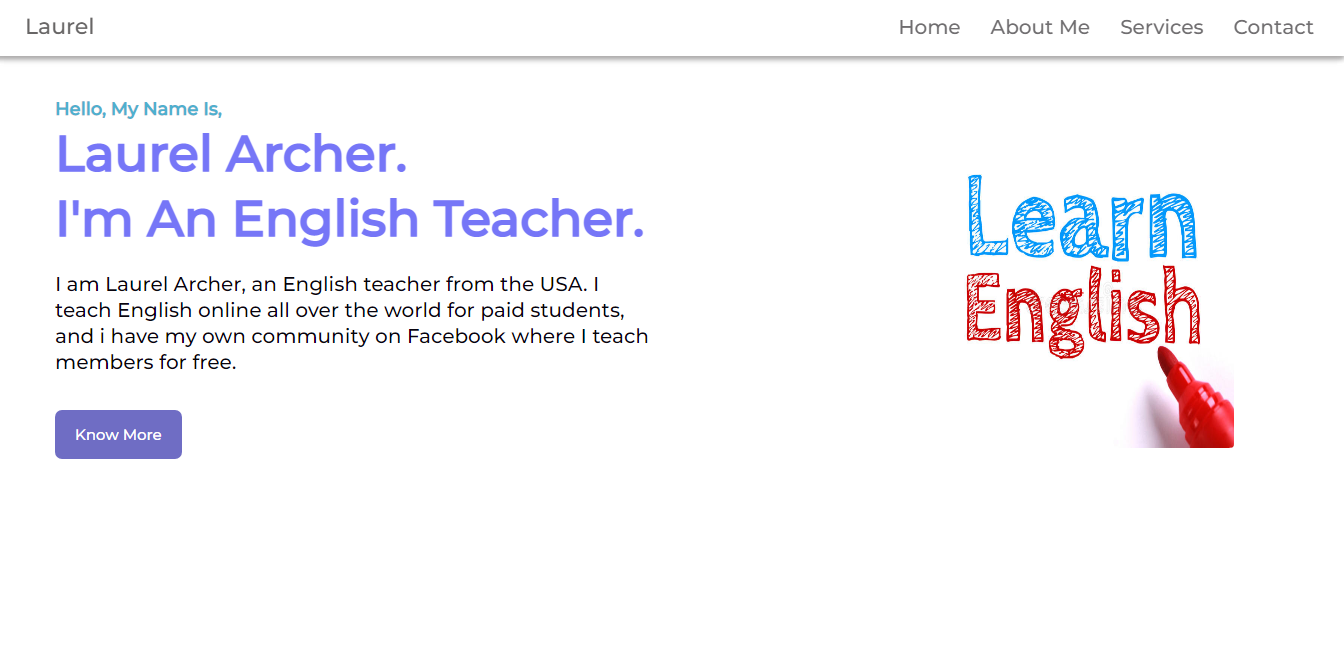 Laurel
Home About Me Services Contact
Hello, My Name Is,
Laurel Archer.
I'm An English Teacher.
I am Laurel Archer, an English teacher from the USA. I
teach English online all over the world for paid students,
and i have my own community on Facebook where I teach
members for free.
Know More
Learn
English